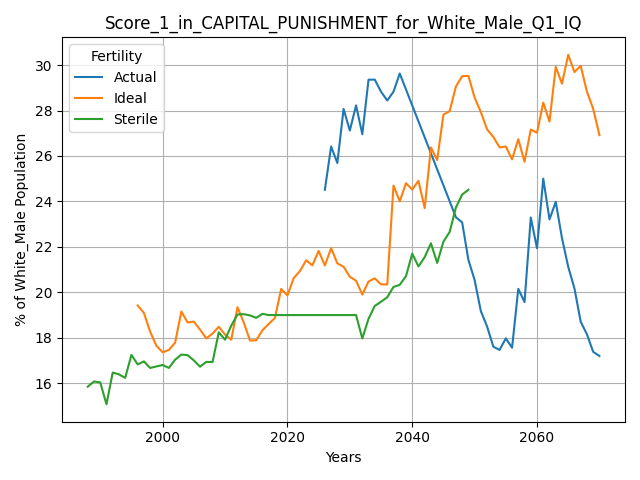 Score_1_in_CAPITAL_PUNISHMENT_for_White_Male_Q1_IQ
Fertility
Actual
Ideal
Sterile
% of White_Male Population
30
28
26
24
22
20
18
16
2000 2020 2040 2060
Years